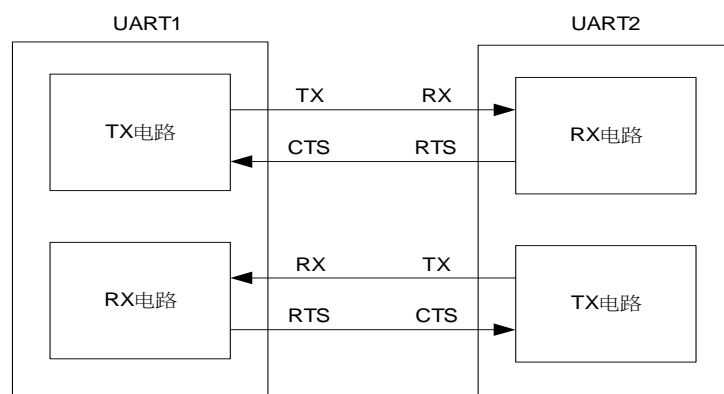 UART1 UART2
TX RX
TX电路 RX电路
CTS RTS
RX TX
RX电路 TX电路
RTS CTS